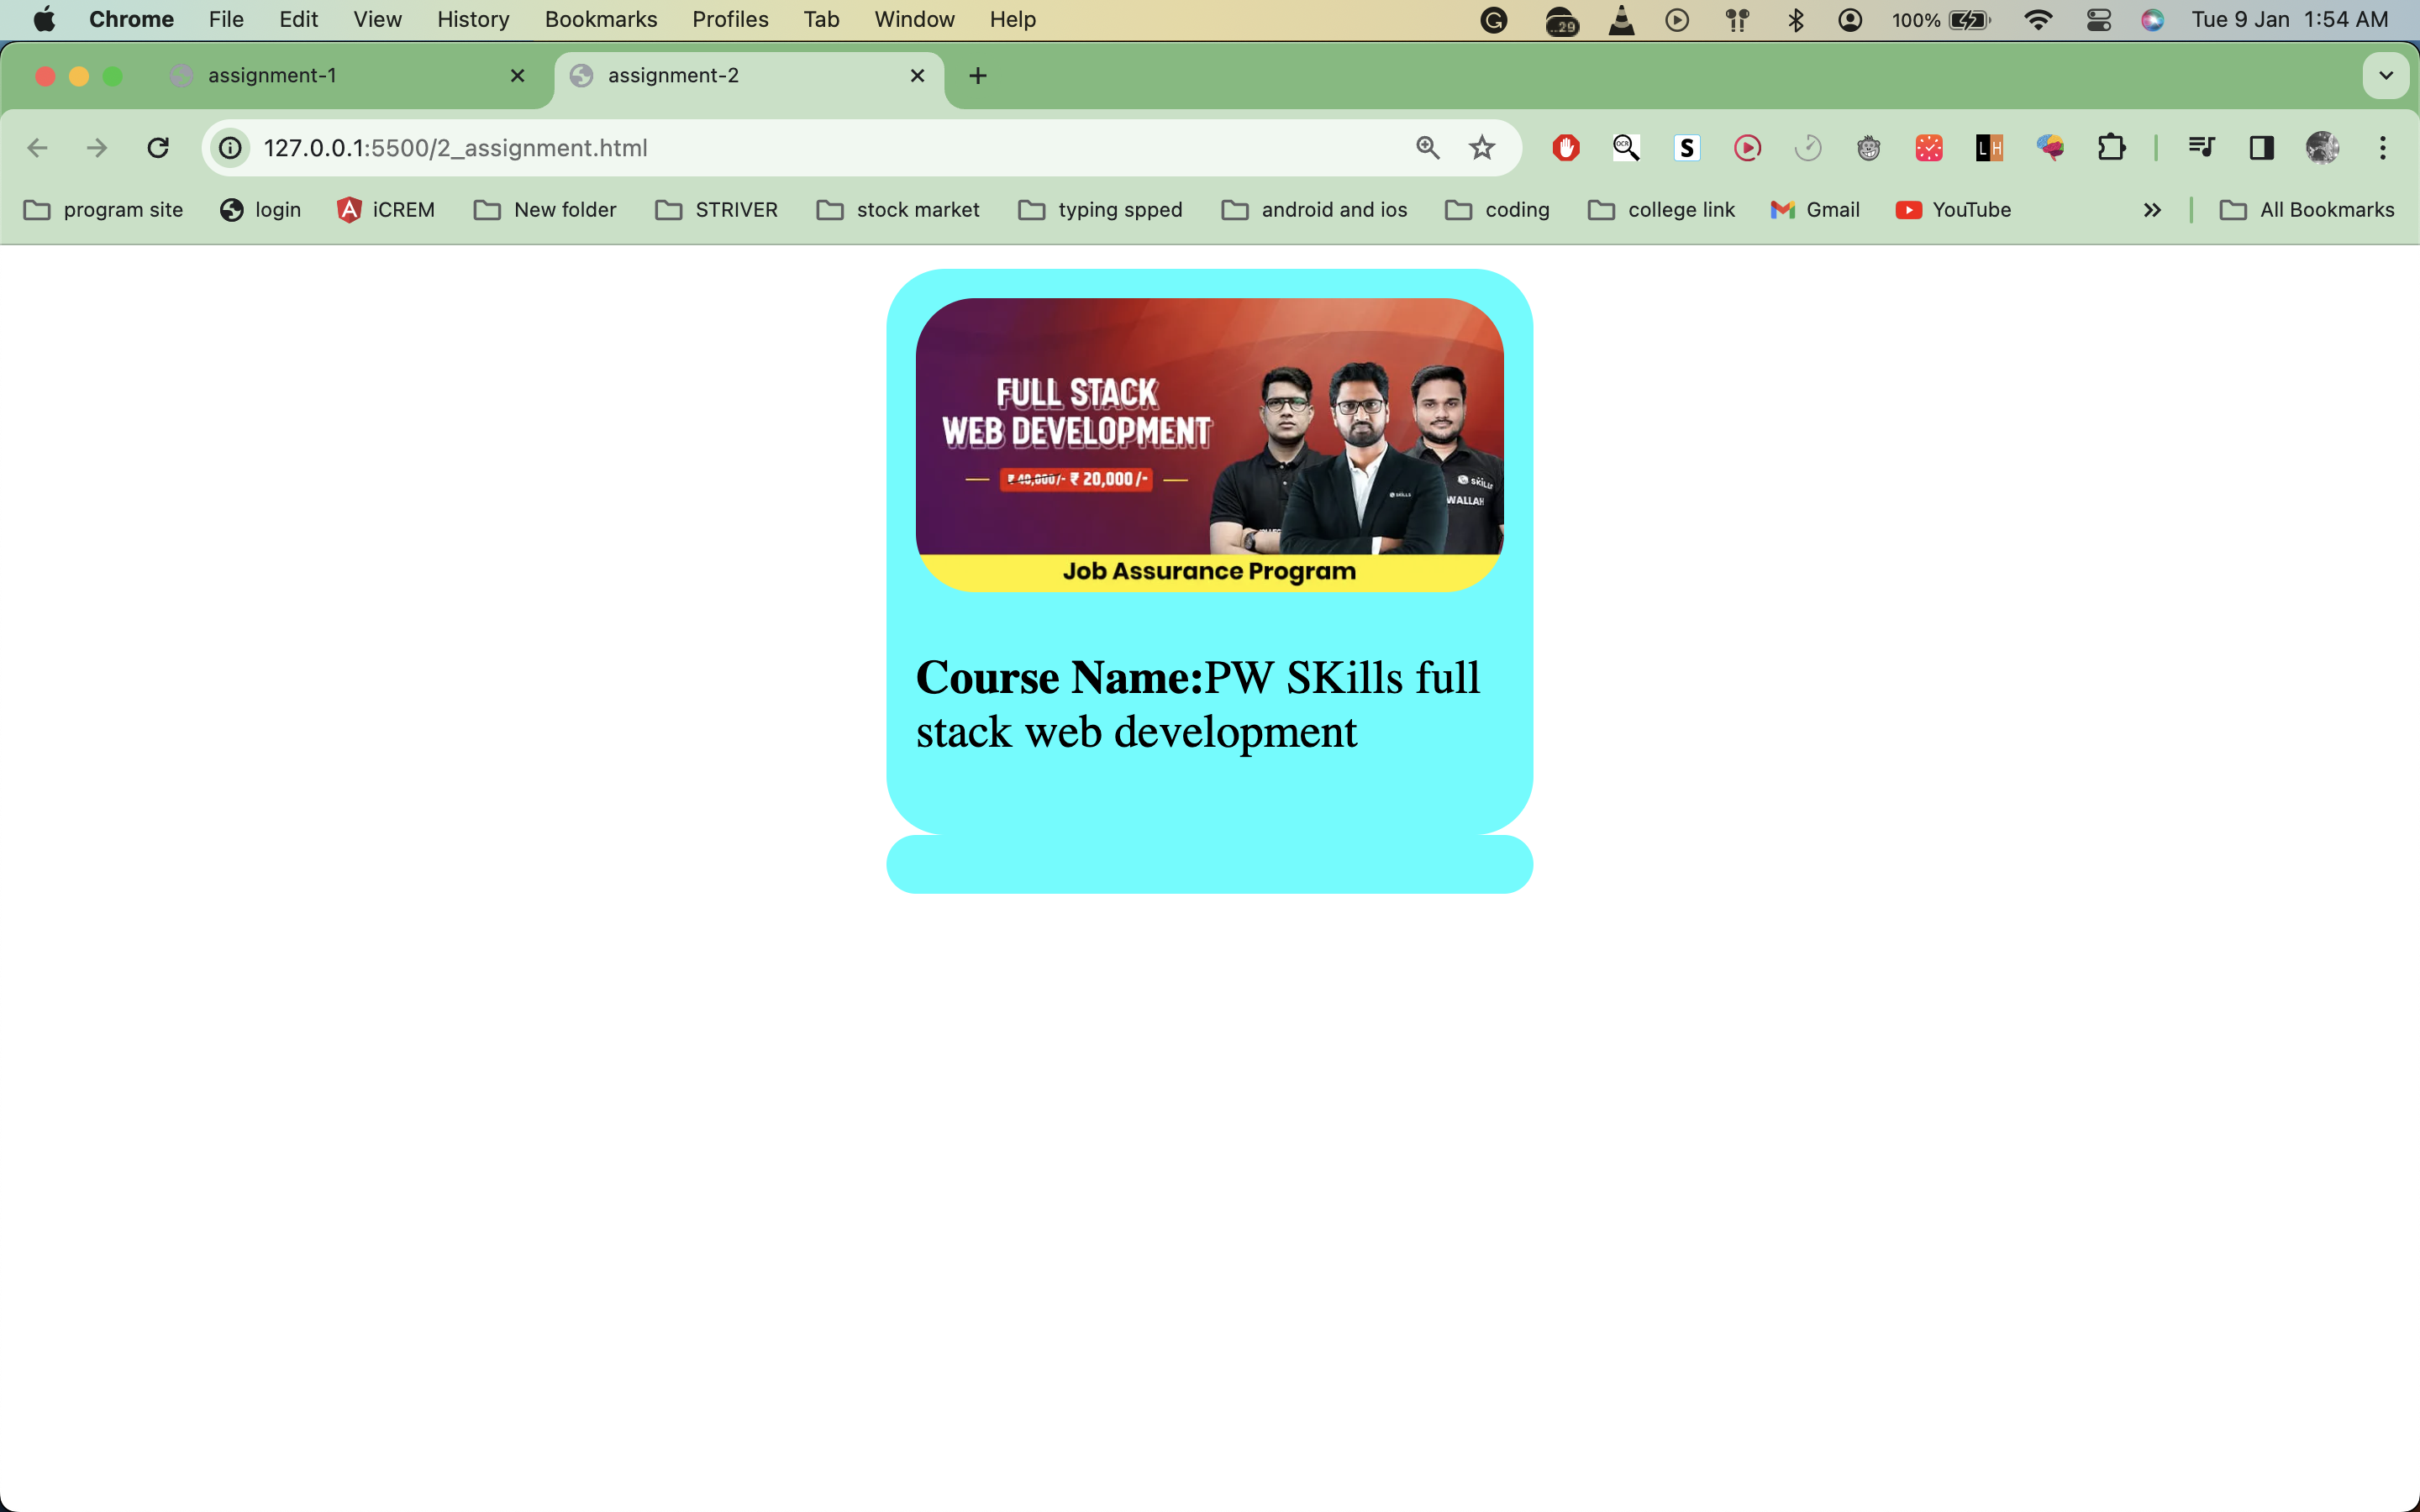 Chrome File Edit View History Bookmarks Profiles Tab Window Help 100% Tue 9 Jan 1:54 AM
assignment-1 assignment-2
127.0.0.1:5500/2_assignment.html
program site login iCREM New folder STRIVER stock market typing spped android and ios coding college link Gmail YouTube All Bookmarks
FULL STACK
WEB DEVELOPMENT
₹ 40,000/- ₹ 20,000 /-
SKILLS
SKILLS
WALLAH
Job Assurance Program
Course Name:PW SKills full
stack web development